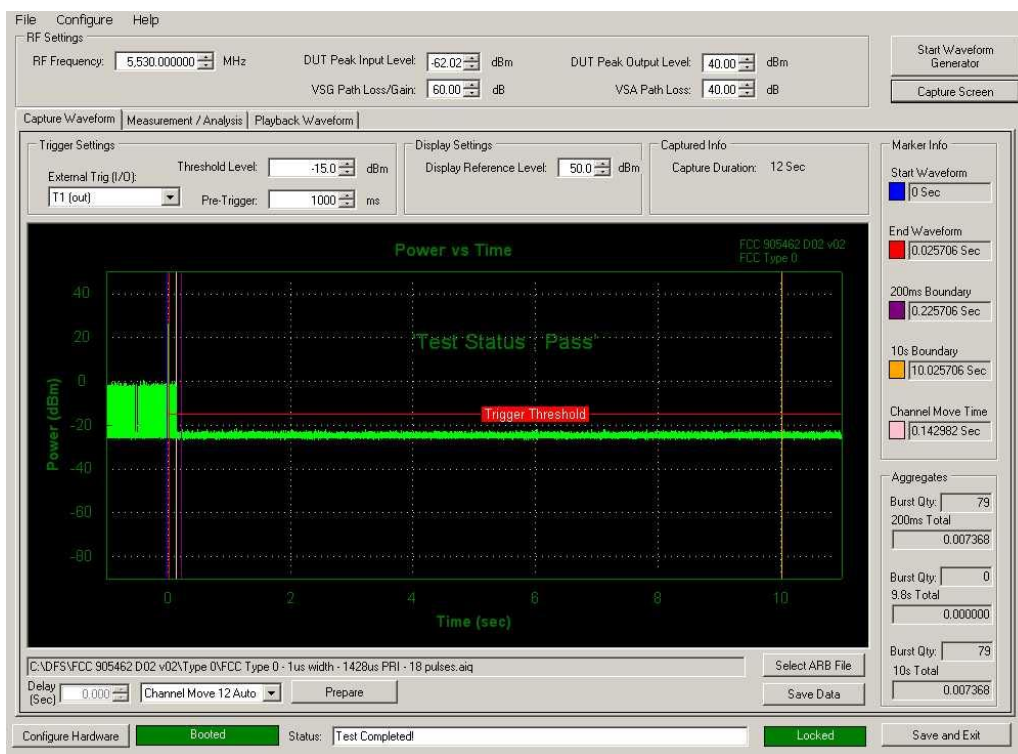 File Configure Help
RF Settings
RF Frequency: 5,530.000000 MHz
DUT Peak Input Level: -62.02 dBm
DUT Peak Output Level: 40.00 dBm
VSG Path Loss/Gain: 60.00 dB
VSA Path Loss: 40.00 dB
Start Waveform
Generator
Capture Screen
Capture Waveform Measurement / Analysis Playback Waveform
Trigger Settings
External Trig (I/O):
T1 (out)
Threshold Level: -15.0 dBm
Pre-Trigger: 1000 ms
Display Settings
Display Reference Level: 50.0 dBm
Captured Info
Capture Duration: 12 Sec
Power vs Time
FCC 905462 D02 v02
FCC Type 0
'Test Status : Pass'
Trigger Threshold
Power (dBm)
40
20
0
-20
-40
-60
-80
0 2 4 6 8 10
Time (sec)
Marker Info
Start Waveform
0 Sec
End Waveform
0.025706 Sec
200ms Boundary
0.225706 Sec
10s Boundary
10.025706 Sec
Channel Move Time
0.142982 Sec
Aggregates
Burst Qty: 79
200ms Total
0.007368
Burst Qty: 0
9.8s Total
0.000000
Burst Qty: 79
10s Total
0.007368
C:\DFS\FCC 905462 D02 v02\Type 0\FCC Type 0 - 1us width - 1428us PRI - 18 pulses.aiq
Select ARB File
Delay
(Sec) 0.000 Channel Move 12 Auto Prepare
Save Data
Configure Hardware Booted Status: Test Completed! Locked Save and Exit